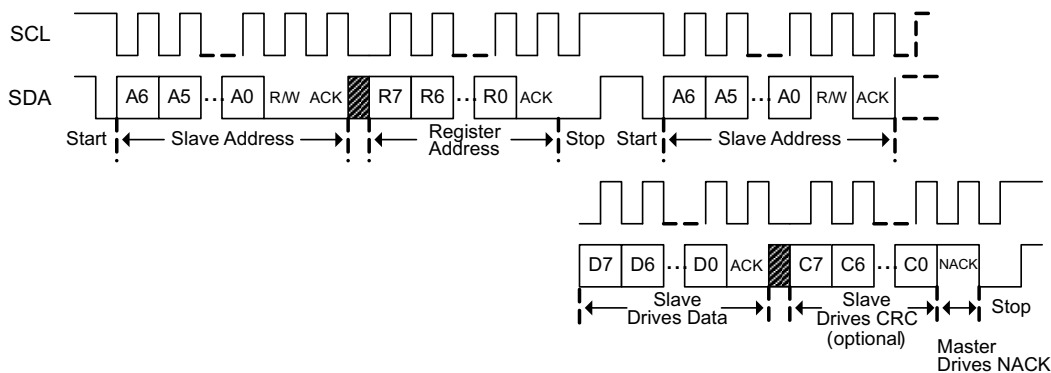 SCL
SDA A6 A5 ... A0 R/W ACK R7 R6 ... R0 ACK A6 A5 ... A0 R/W ACK
Start Slave Address Register Address Stop Start Slave Address
D7 D6 ... D0 ACK C7 C6 ... C0 NACK
Slave Drives Data Slave Drives CRC (optional) Stop
Master Drives NACK